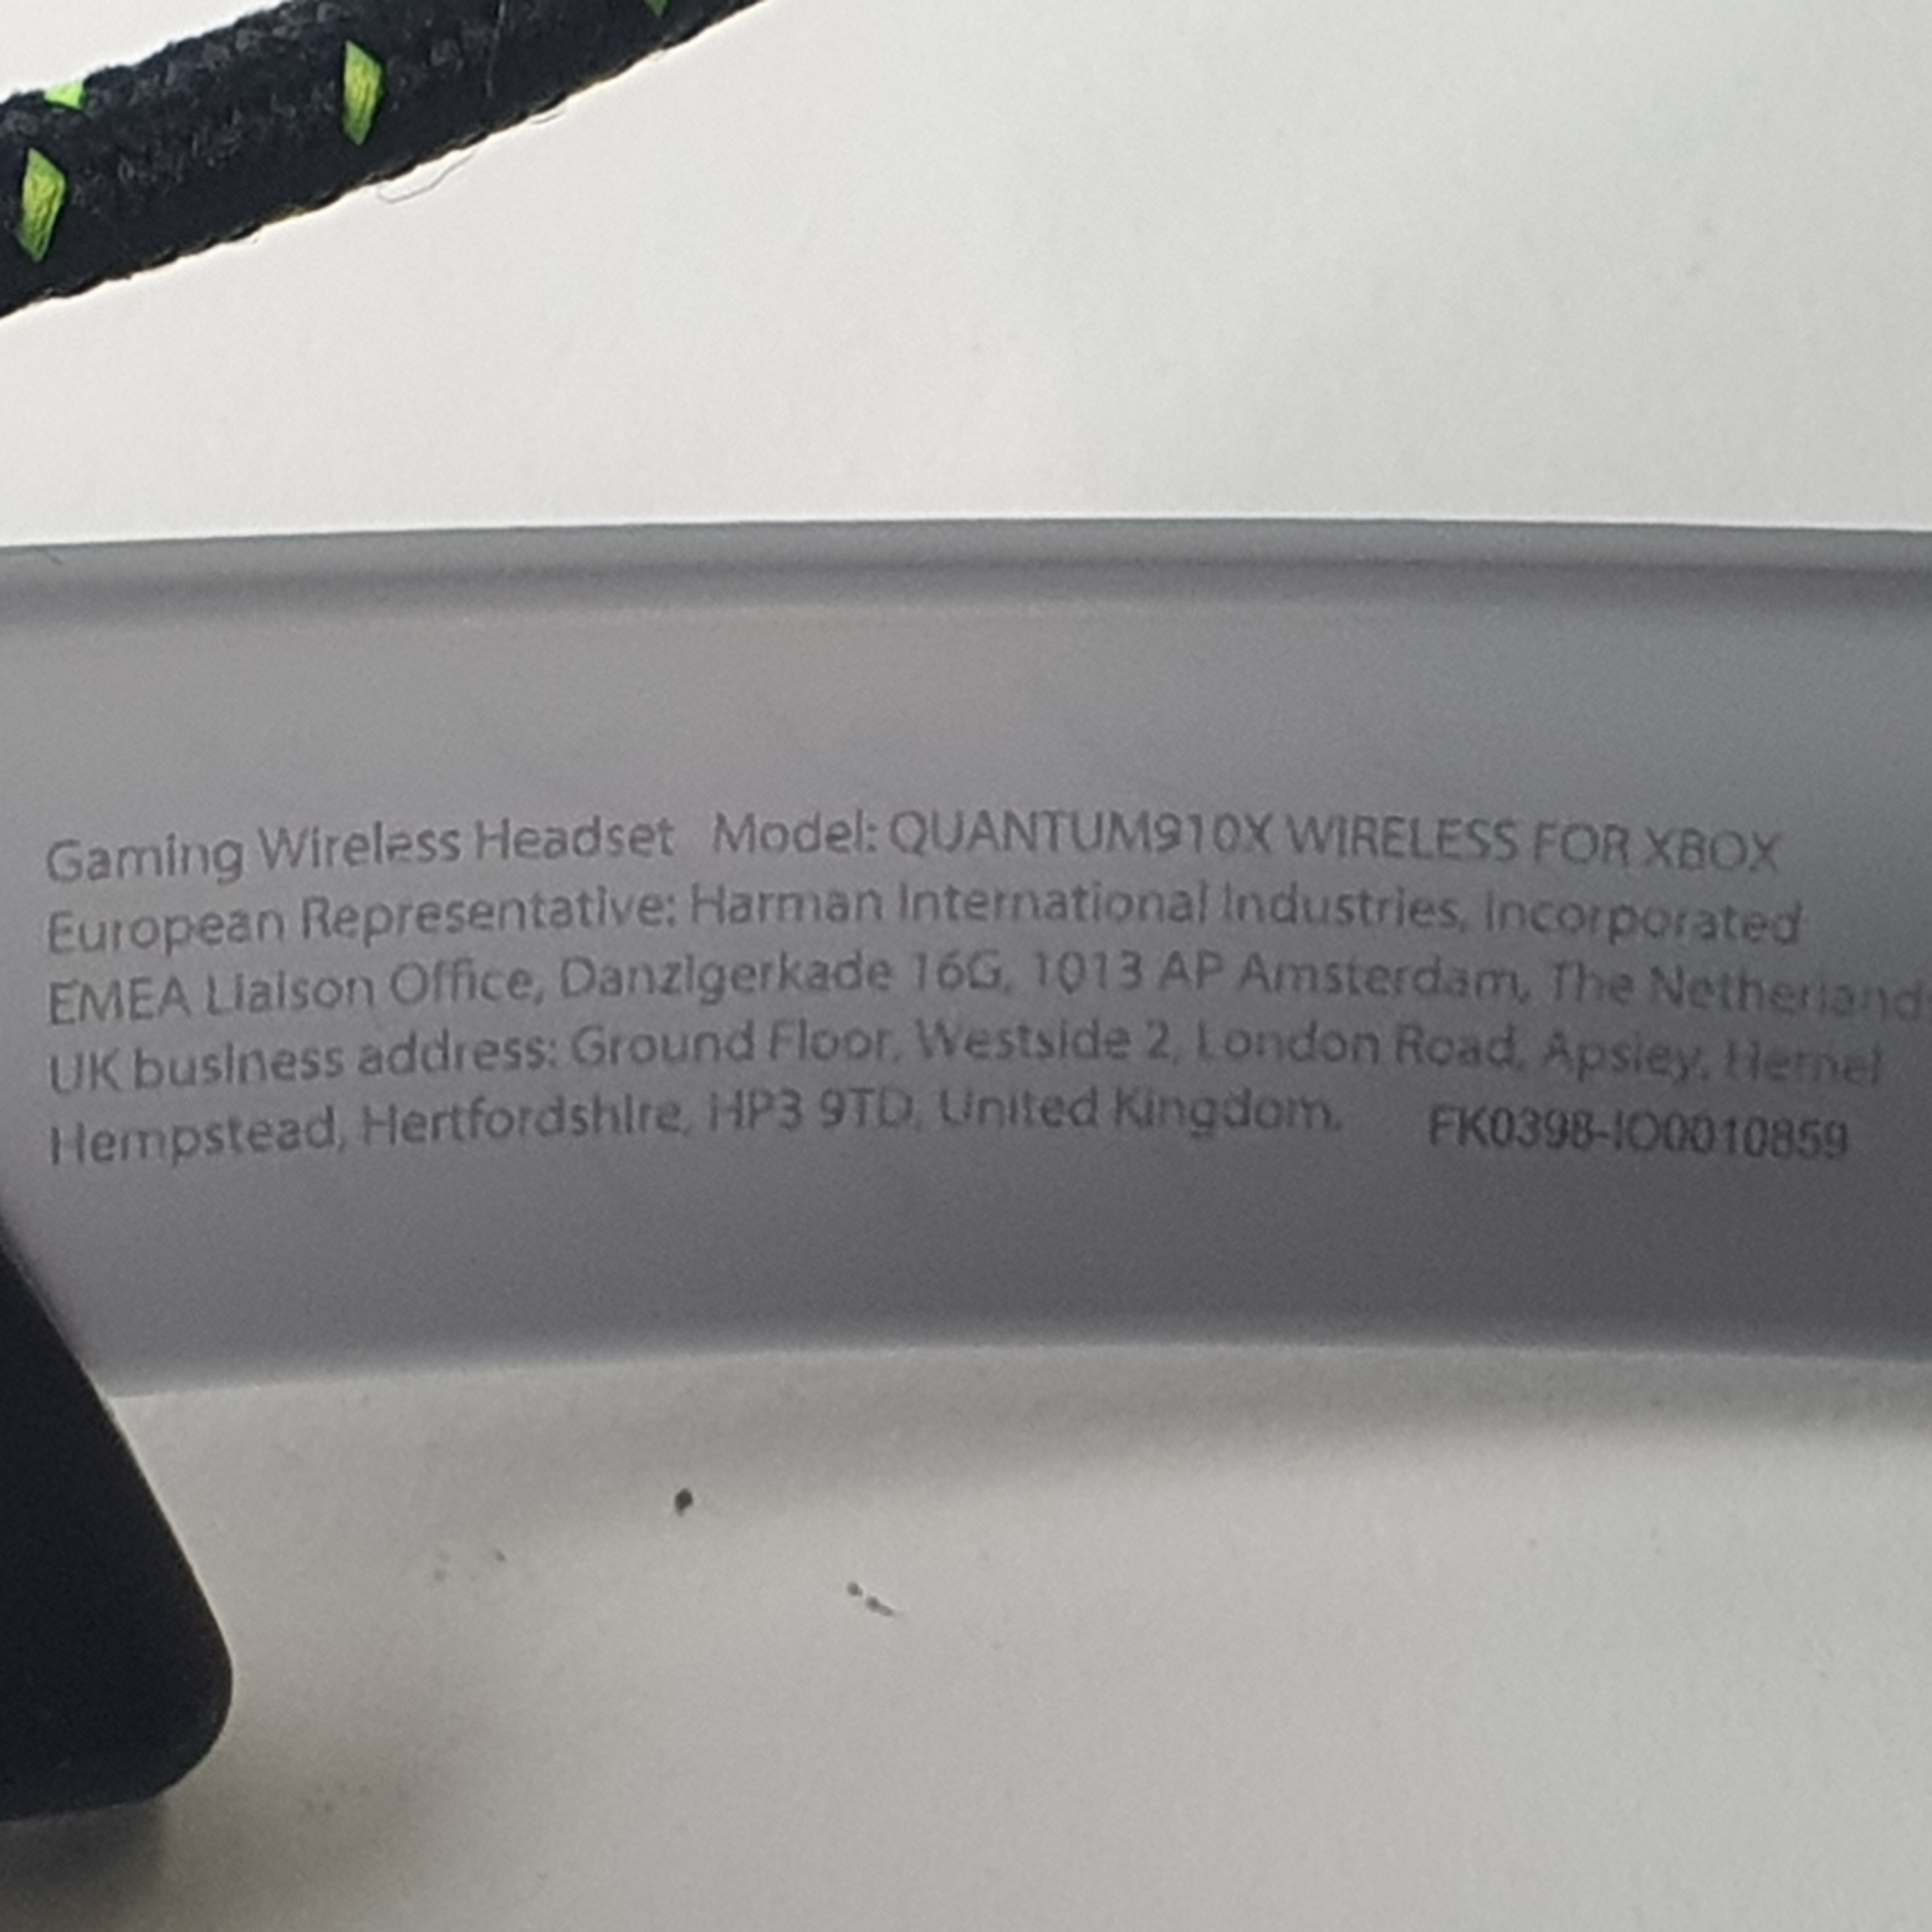 Gaming Wireless Headset Model: QUANTUM910X WIRELESS FOR XBOX
European Representative: Harman International Industries, Incorporated
EMEA Liaison Office, Danzigerkade 16G, 1013 AP Amsterdam, The Netherland
UK business address: Ground Floor, Westside 2, London Road, Apsley, Hemel
Hempstead, Hertfordshire, HP3 9TD, United Kingdom. FK0398-IO0010859